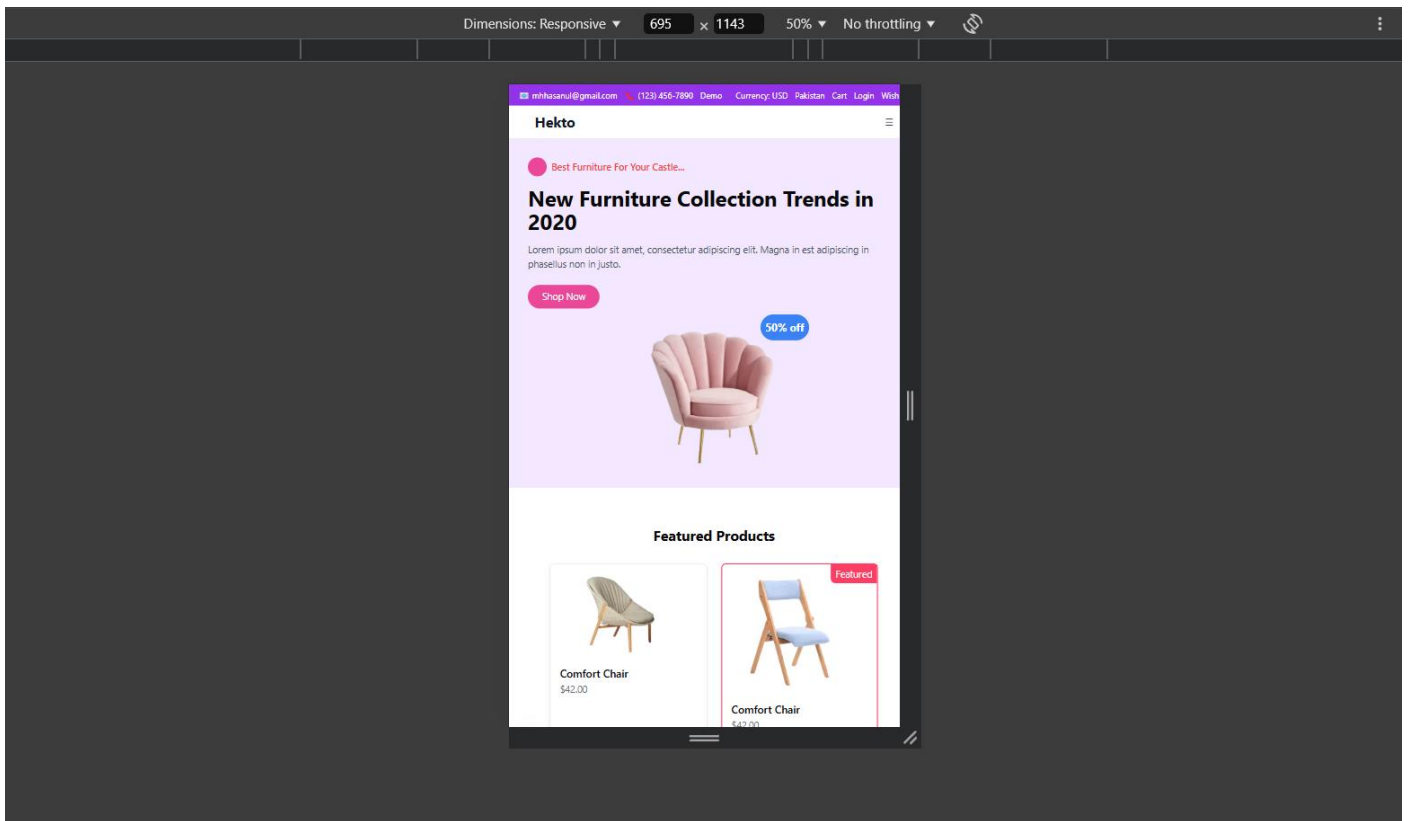 Dimensions: Responsive ▼ 695 × 1143 50% ▼ No throttling ▼
mhhasanul@gmail.com (123) 456-7890 Demo Currency: USD Pakistan Cart Login Wish
Hekto
Best Furniture For Your Castle...
New Furniture Collection Trends in
2020
Lorem ipsum dolor sit amet, consectetur adipiscing elit. Magna in est adipiscing in
phasellus non in justo.
Shop Now
50% off
Featured Products
Featured
Comfort Chair
$42.00
Comfort Chair
$42.00